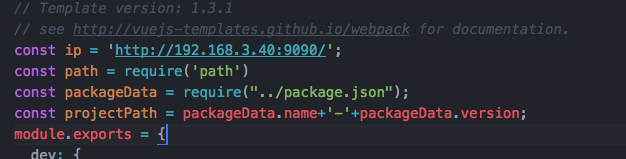 // Template version: 1.3.1
// see http://vuejs-templates.github.io/webpack for documentation.
const ip = 'http://192.168.3.40:9090/';
const path = require('path')
const packageData = require("../package.json");
const projectPath = packageData.name+'-'+packageData.version;
module.exports = {
dev: {